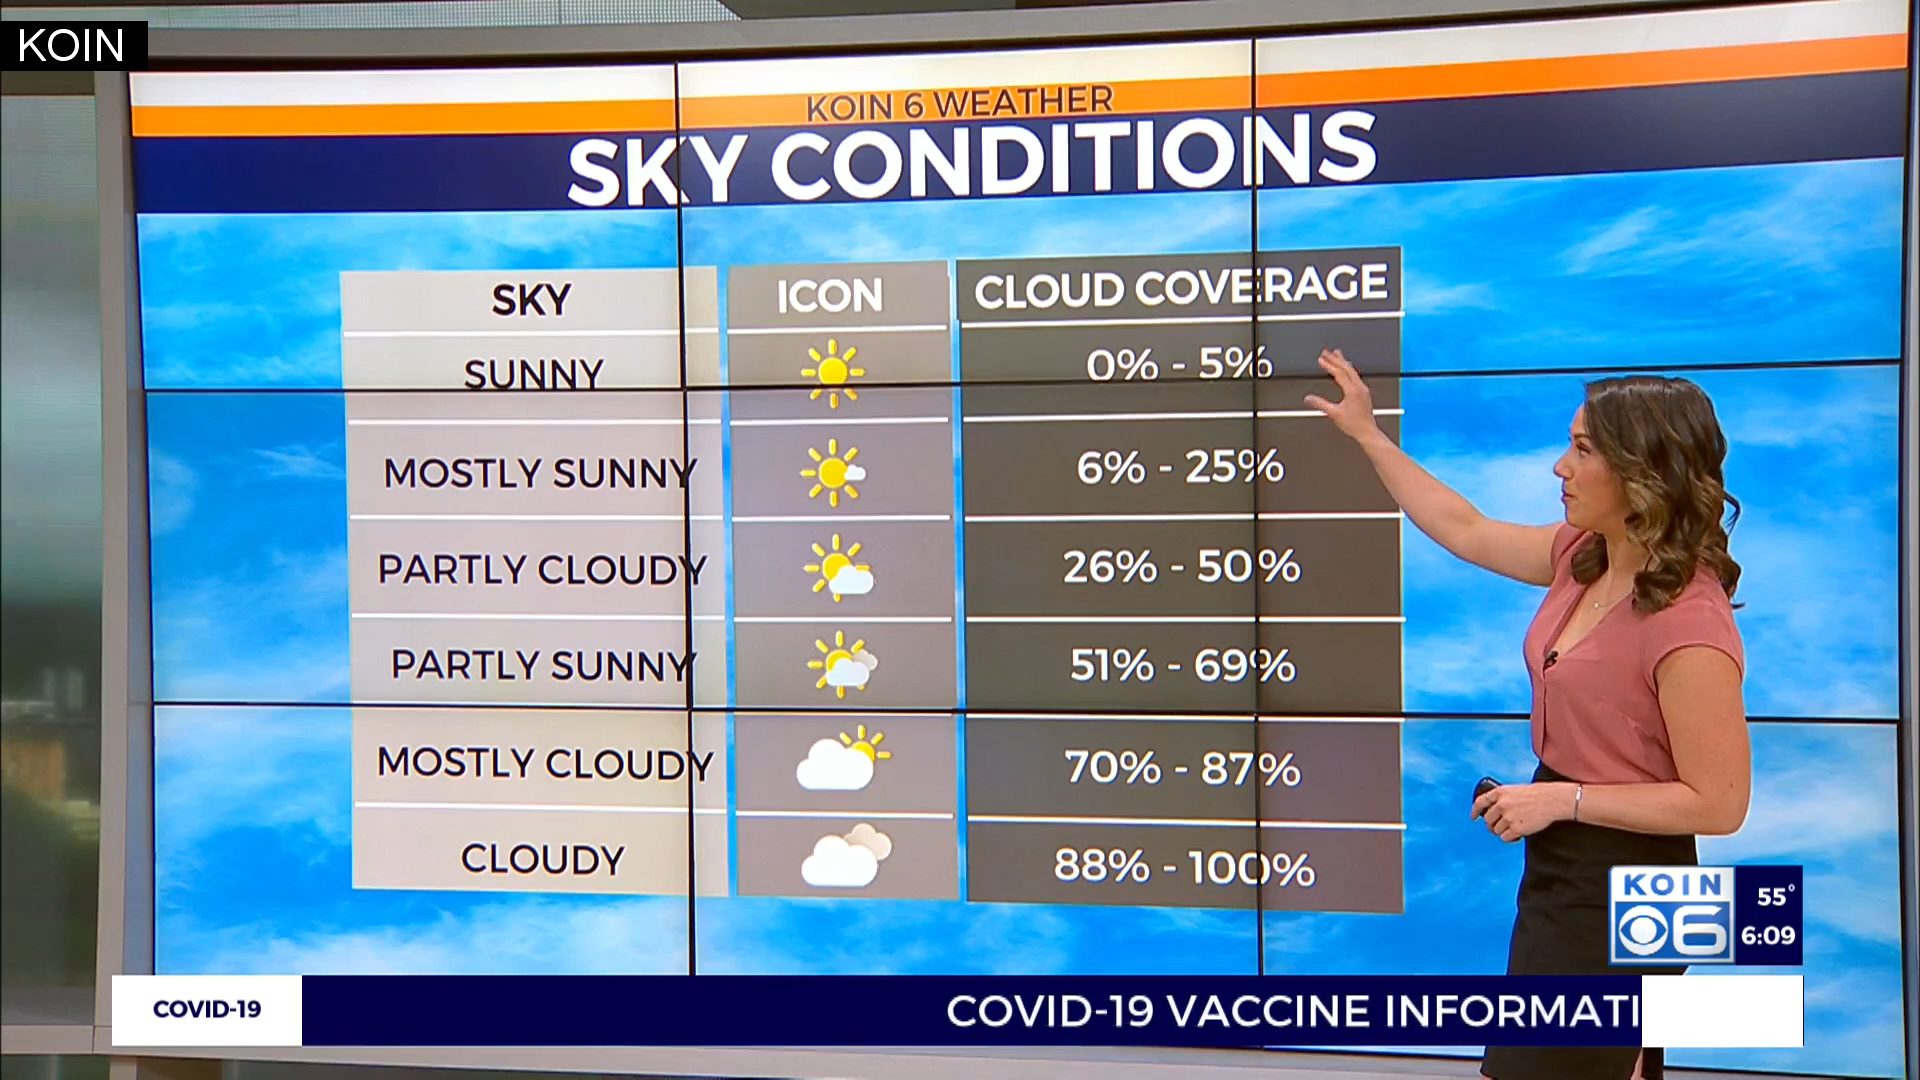 KOIN
KOIN 6 WEATHER
SKY CONDITIONS
SKY ICON CLOUD COVERAGE
SUNNY 0% - 5%
MOSTLY SUNNY 6% - 25%
PARTLY CLOUDY 26% - 50%
PARTLY SUNNY 51% - 69%
MOSTLY CLOUDY 70% - 87%
CLOUDY 88% - 100%
KOIN 6
55°
6:09
COVID-19
COVID-19 VACCINE INFORMATI